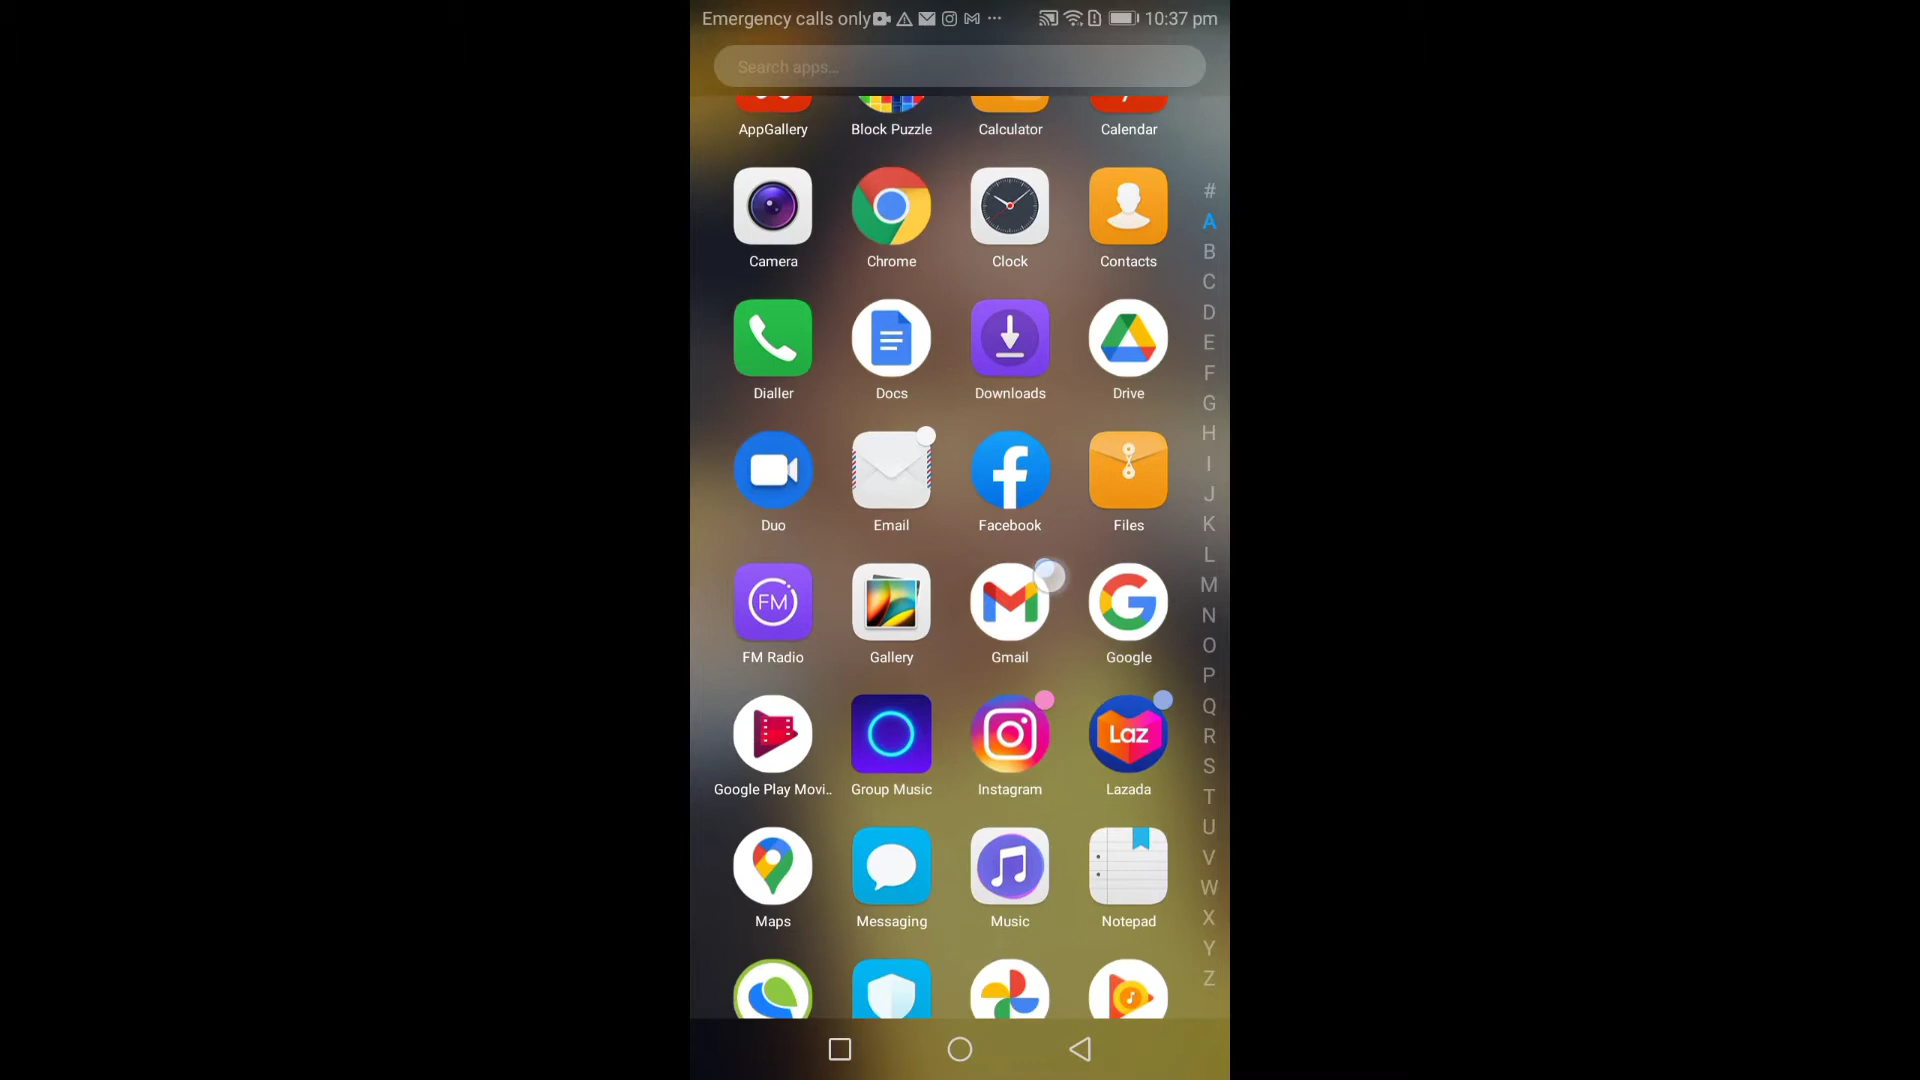 Emergency calls only 10:37 pm
Search apps...
AppGallery Block Puzzle Calculator Calendar
#
A
B
C
D
E
F
G
H
I
J
K
L
M
N
O
P
Q
R
S
T
U
V
W
X
Y
Z
Camera Chrome Clock Contacts
Dialler Docs Downloads Drive
Duo Email Facebook Files
FM
FM Radio Gallery Gmail Google
Laz
Google Play Movi.. Group Music Instagram Lazada
Maps Messaging Music Notepad